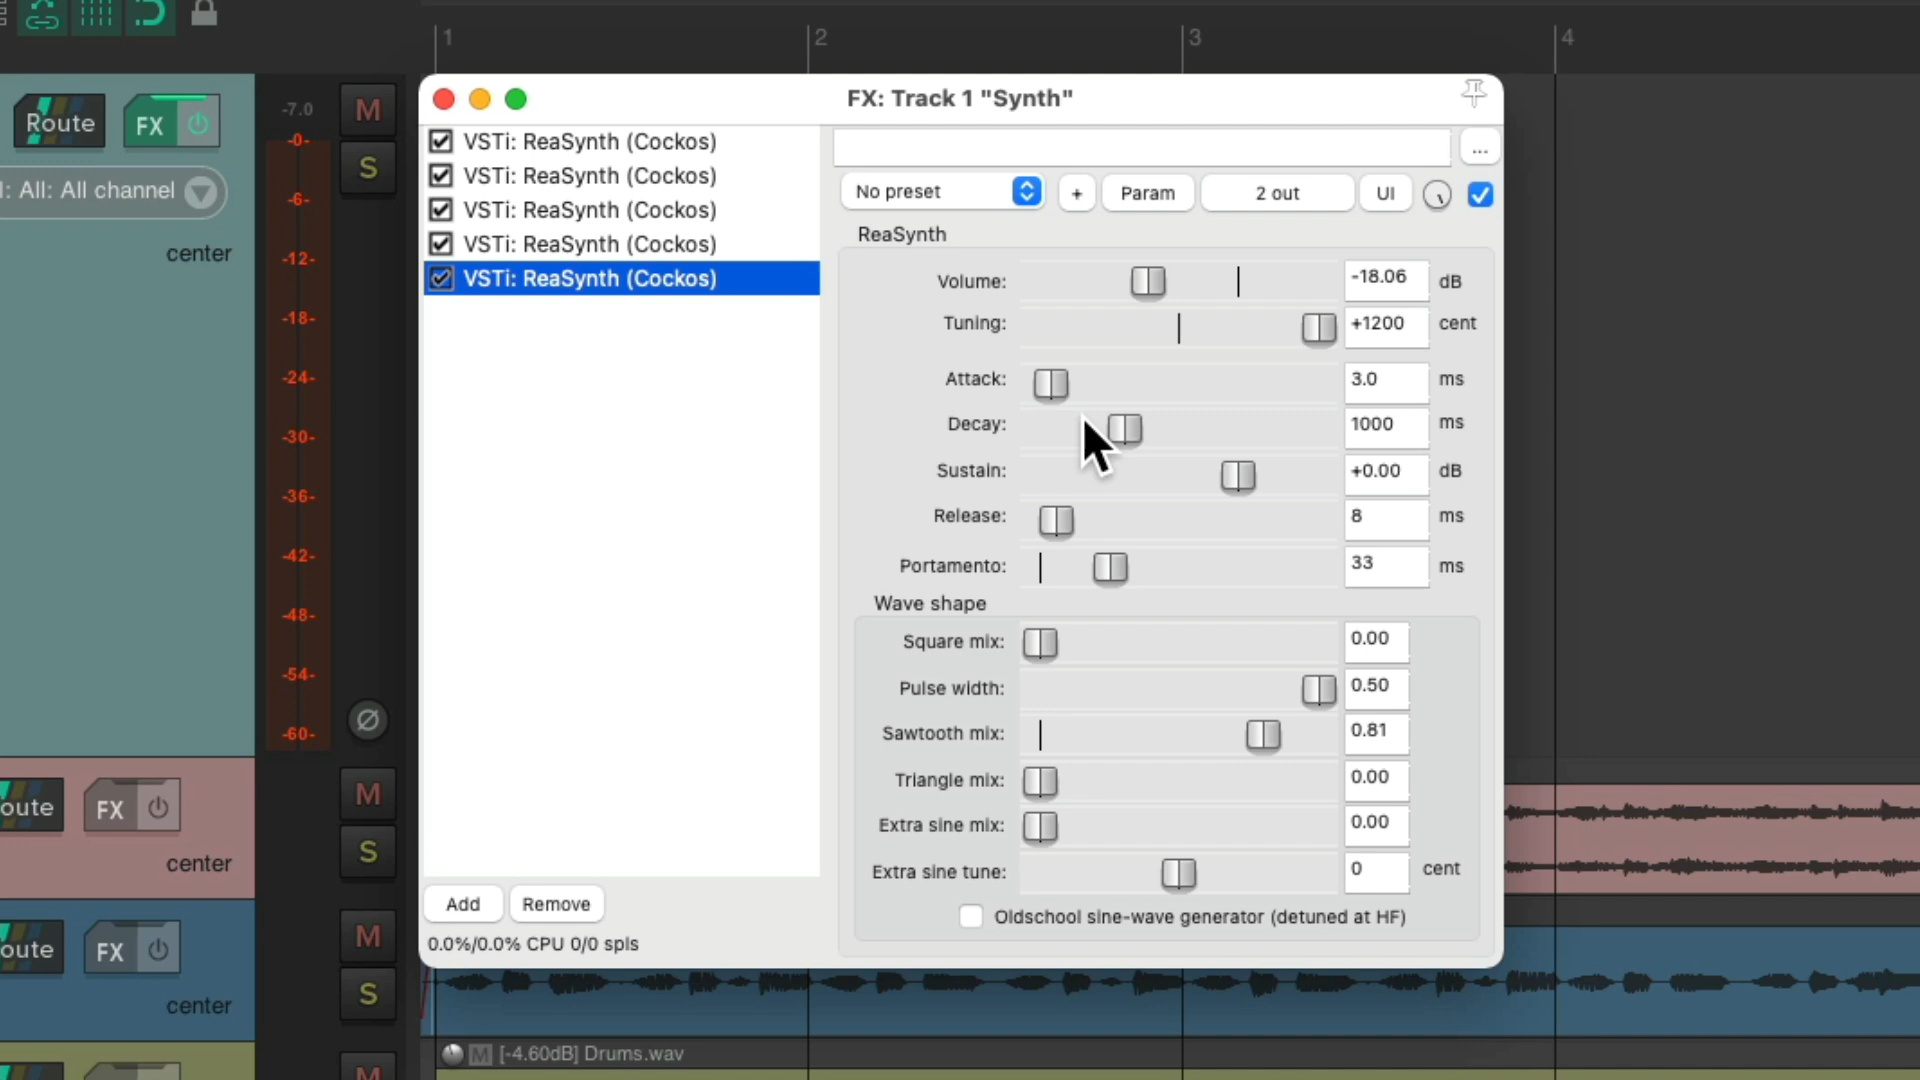 1 2 3 4
Route FX -7.0 M
-0- S
l: All: All channel
center
-6-
-12-
-18-
-24-
-30-
-36-
-42-
-48-
-54-
-60-
FX: Track 1 "Synth"
VSTi: ReaSynth (Cockos)
VSTi: ReaSynth (Cockos)
VSTi: ReaSynth (Cockos)
VSTi: ReaSynth (Cockos)
VSTi: ReaSynth (Cockos)
...
No preset + Param 2 out UI
ReaSynth
Volume: -18.06 dB
Tuning: +1200 cent
Attack: 3.0 ms
Decay: 1000 ms
Sustain: +0.00 dB
Release: 8 ms
Portamento: 33 ms
Wave shape
Square mix: 0.00
Pulse width: 0.50
Sawtooth mix: 0.81
Triangle mix: 0.00
Extra sine mix: 0.00
Extra sine tune: 0 cent
Oldschool sine-wave generator (detuned at HF)
Add Remove
0.0%/0.0% CPU 0/0 spls
oute FX M
center S
oute FX M
center S
M [-4.60dB] Drums.wav
M